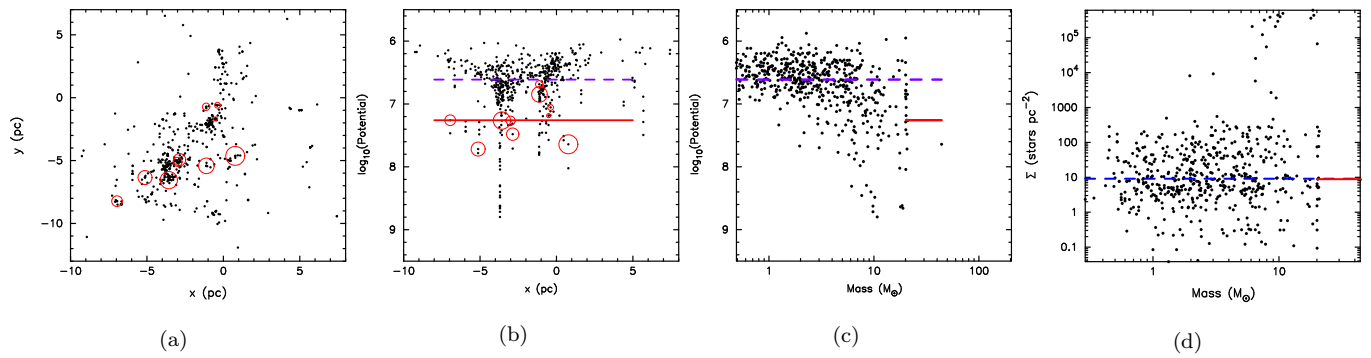 5
0
−5
−10
y (pc)
−10
−5
0
5
x (pc)
(a)
6
7
8
9
log10(Potential)
−10
−5
0
5
x (pc)
(b)
6
7
8
9
log10(Potential)
1
10
100
Mass (M⊙)
(c)
10⁵
10⁴
1000
100
10
1
0.1
Σ (stars pc⁻²)
1
10
Mass (M⊙)
(d)